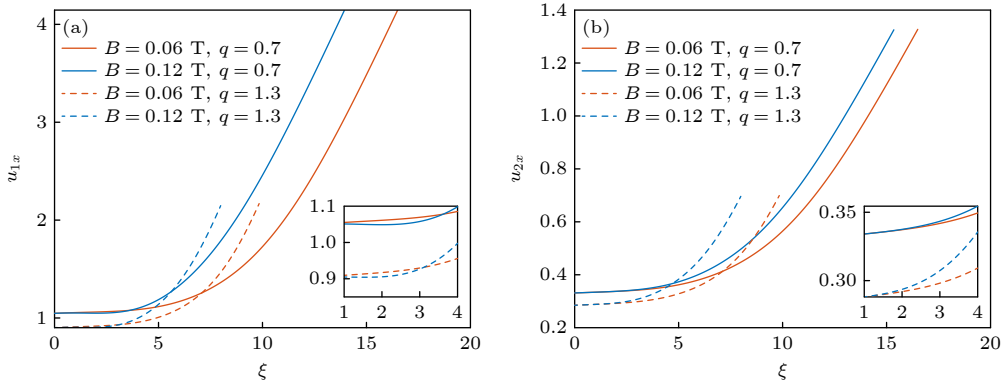 (a)
B = 0.06 T, q = 0.7
B = 0.12 T, q = 0.7
B = 0.06 T, q = 1.3
B = 0.12 T, q = 1.3
u1x
4
3
2
1
0 5 10 15 20
ξ
1.1
1.0
0.9
1 2 3 4
(b)
B = 0.06 T, q = 0.7
B = 0.12 T, q = 0.7
B = 0.06 T, q = 1.3
B = 0.12 T, q = 1.3
u2x
1.4
1.2
1.0
0.8
0.6
0.4
0.2
0 5 10 15 20
ξ
0.35
0.30
1 2 3 4